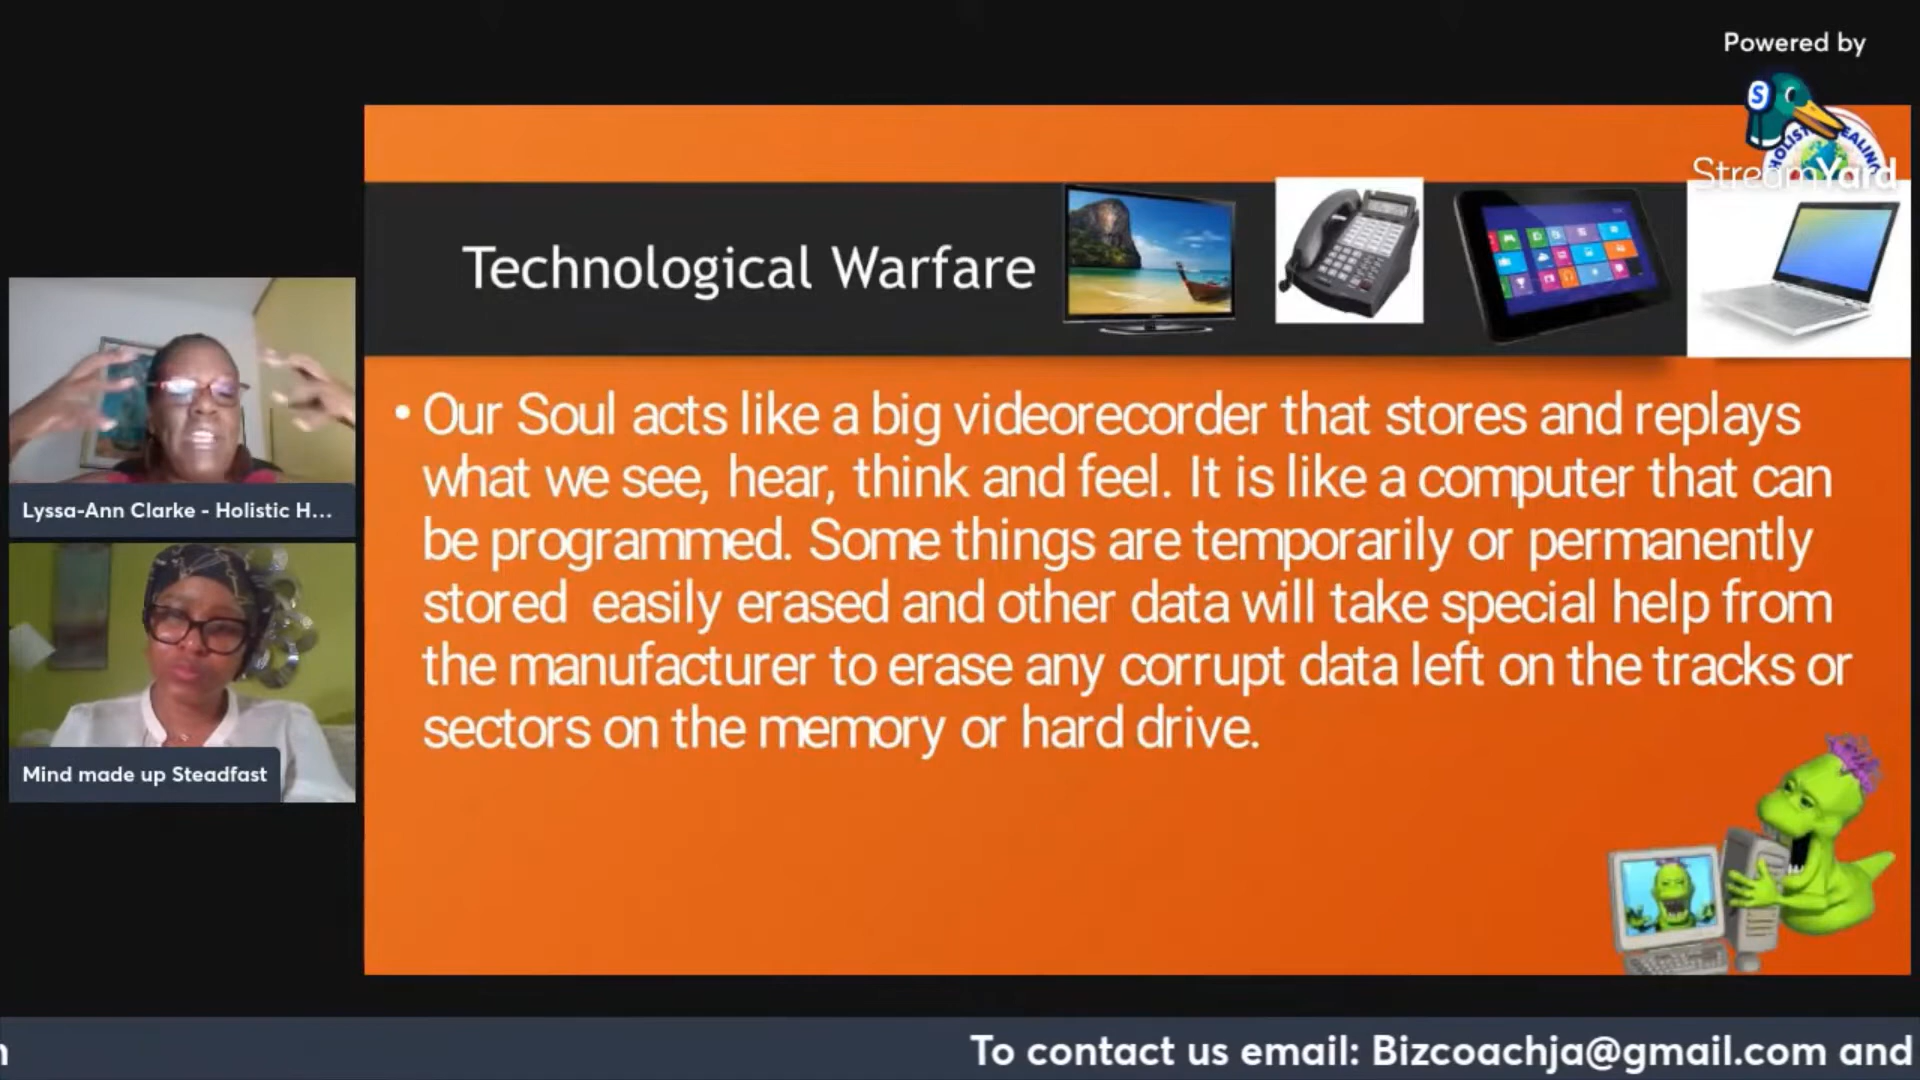 Powered by
StreamYard
Technological Warfare
• Our Soul acts like a big videorecorder that stores and replays
what we see, hear, think and feel. It is like a computer that can
be programmed. Some things are temporarily or permanently
stored  easily erased and other data will take special help from
the manufacturer to erase any corrupt data left on the tracks or
sectors on the memory or hard drive.
Lyssa-Ann Clarke - Holistic H...
Mind made up Steadfast
To contact us email: Bizcoachja@gmail.com and